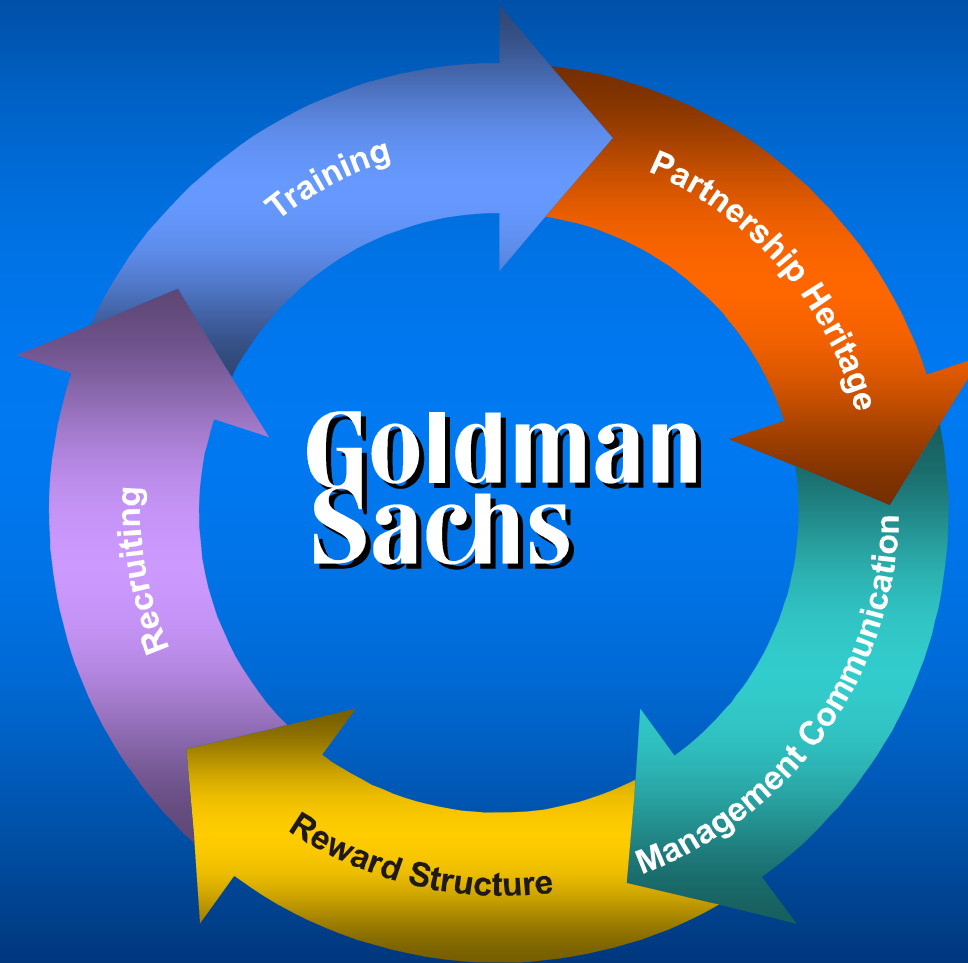 Training
Partnership Heritage
Goldman
Sachs
Recruiting
Management Communication
Reward Structure